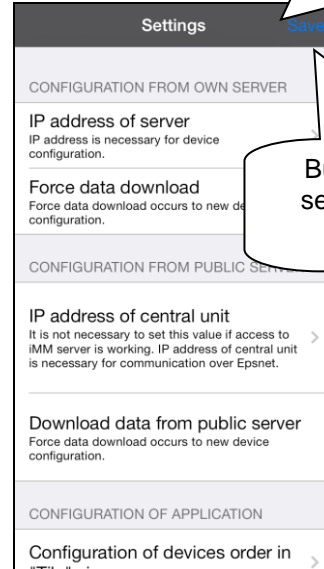 Settings
Save
CONFIGURATION FROM OWN SERVER
IP address of server
IP address is necessary for device
configuration.
Force data download
Force data download occurs to new
configuration.
CONFIGURATION FROM PUBLIC
IP address of central unit
It is not necessary to set this value if access to
iMM server is working. IP address of central unit
is necessary for communication over Epsnet.
Download data from public server
Force data download occurs to new device
configuration.
CONFIGURATION OF APPLICATION
Configuration of devices order in